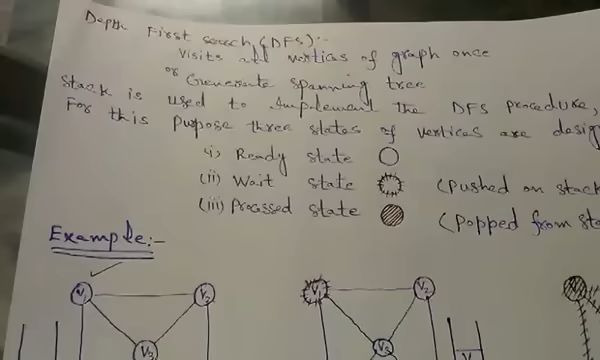 Depth First search (DFS):-
Visits all vertices of graph once
or Generate spanning tree
Stack is used to implement the DFS procedure,
For this purpose three states of vertices are desig
(i) Ready state
(ii) Wait state (pushed on stack
(iii) Processed state (popped from sta
Example:-
V1 V2 V1 V2
V3 V3
V